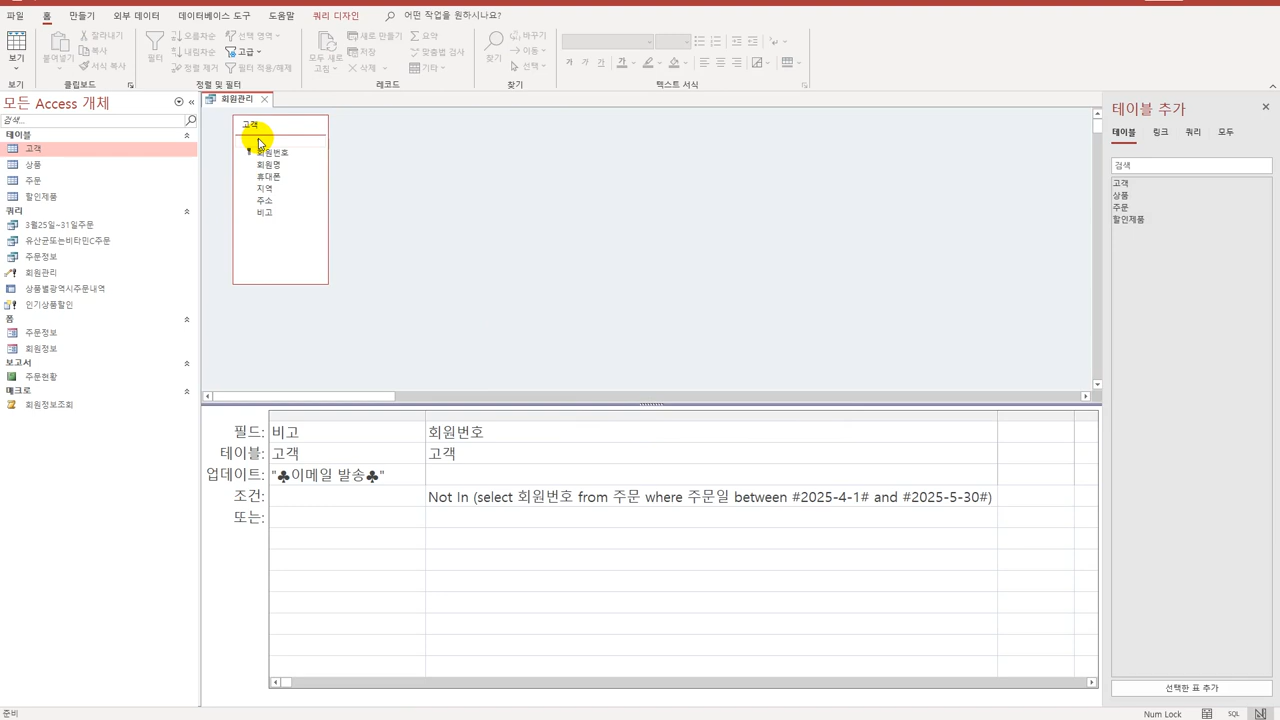 파일 홈 만들기 외부 데이터 데이터베이스 도구 도움말 쿼리 디자인 어떤 작업을 원하시나요?
보기 붙여넣기 잘라내기 복사 서식 복사
필터 오름차순 내림차순 정렬 제거 선택 영역 고급 필터 적용/해제
모두 새로 고침 새로 만들기 저장 삭제 요약 맞춤법 검사 기타
찾기 바꾸기 이동 선택
가 가 가 가
보기 클립보드 정렬 및 필터 레코드 찾기 텍스트 서식
모든 Access 개체
검색...
테이블
고객
상품
주문
할인제품
쿼리
3월25일~31일주문
유산균또는비타민C주문
주문정보
회원관리
상품별광역시주문내역
인기상품할인
폼
주문정보
회원정보
보고서
주문현황
매크로
회원정보조회
회원관리
고객
회원번호
회원명
휴대폰
지역
주소
비고
필드: 비고 회원번호
테이블: 고객 고객
업데이트: "♣이메일 발송♣"
조건: Not In (select 회원번호 from 주문 where 주문일 between #2025-4-1# and #2025-5-30#)
또는:
테이블 추가
테이블 링크 쿼리 모두
검색
고객
상품
주문
할인제품
선택한 표 추가
준비 Num Lock SQL